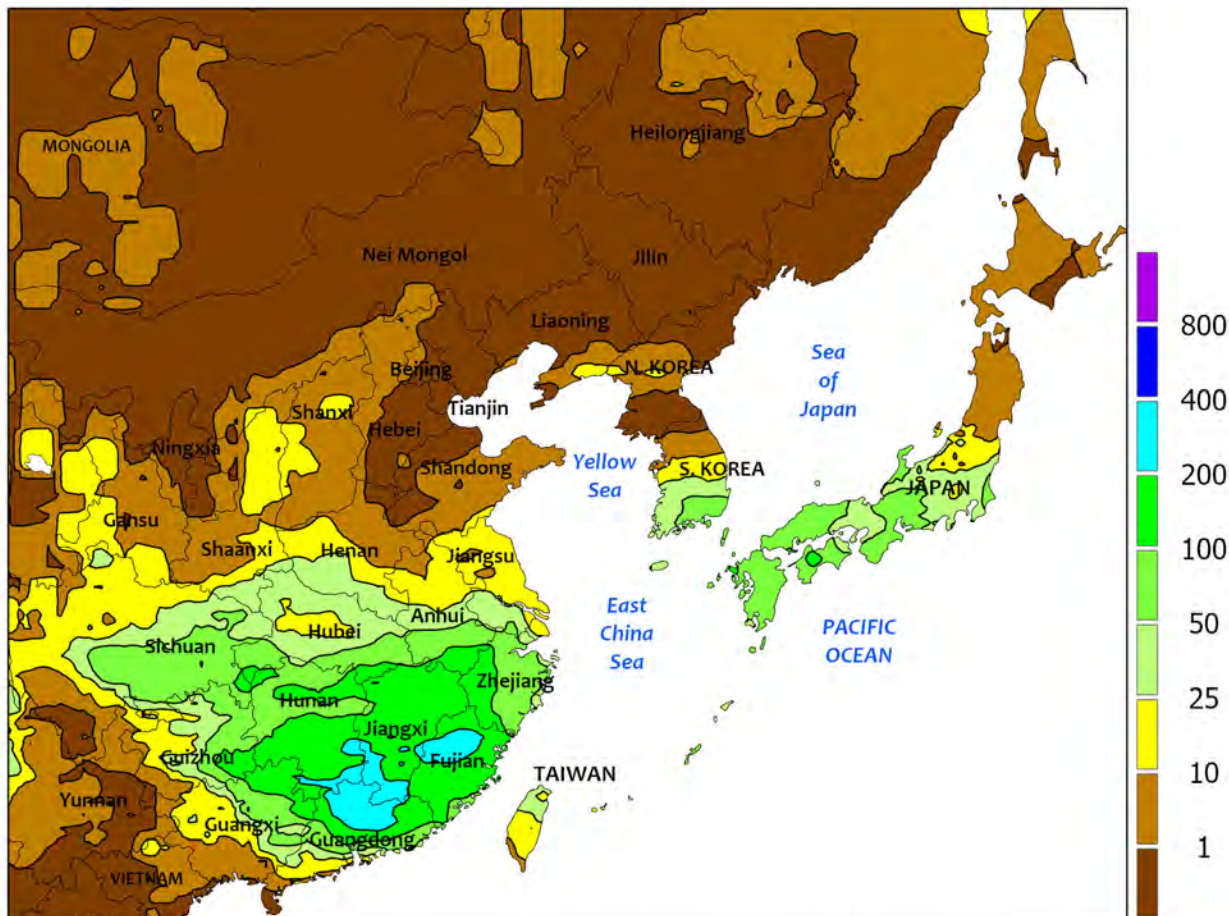 Heilongjiang
MONGOLIA
Nei Mongol
Jilin
Liaoning
Sea
of
Japan
N. KOREA
Beijing
Tianjin
Shanxi
Hebei
Ningxia
Shandong
Yellow
Sea
S. KOREA
JAPAN
Gansu
Shaanxi
Henan
Jiangsu
East
China
Sea
PACIFIC
OCEAN
Anhui
Hubei
Sichuan
Zhejiang
Hunan
Jiangxi
Guizhou
Fujian
TAIWAN
Yunnan
Guangxi
Guangdong
VIETNAM
800
400
200
100
50
25
10
1